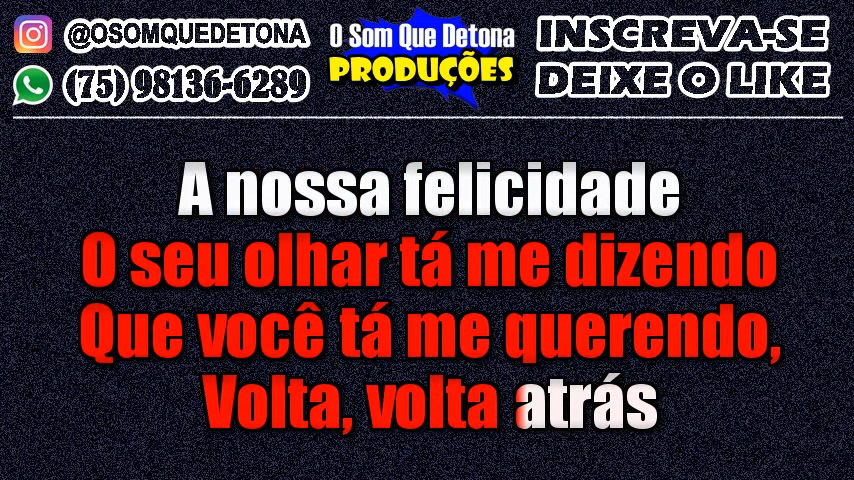 @OSOMQUEDETONA
(75) 98136-6289
O Som Que Detona
PRODUÇÕES
INSCREVA-SE
DEIXE O LIKE
A nossa felicidade
O seu olhar tá me dizendo
Que você tá me querendo,
Volta, volta atrás